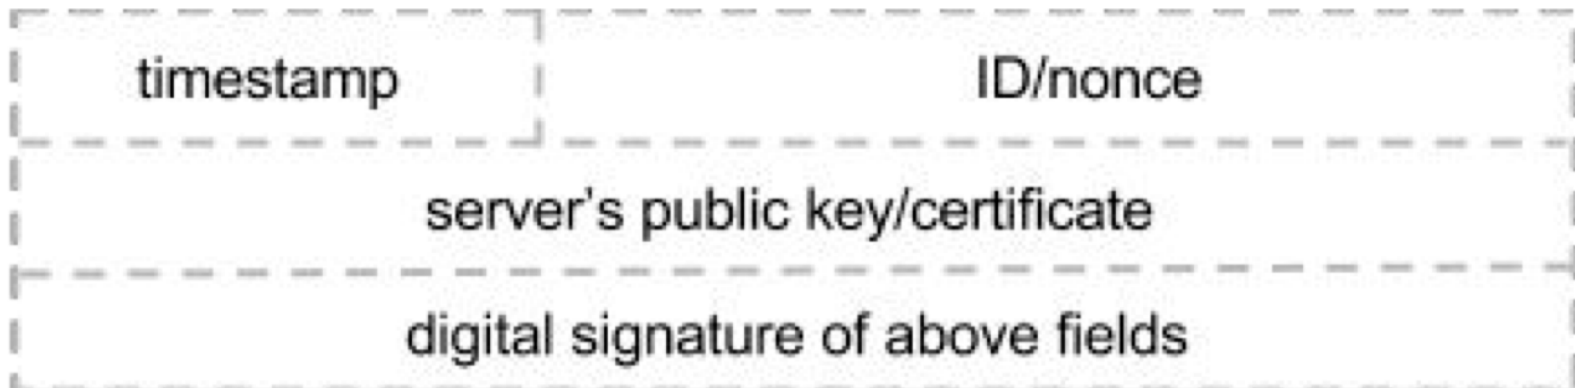 timestamp ID/nonce
server's public key/certificate
digital signature of above fields